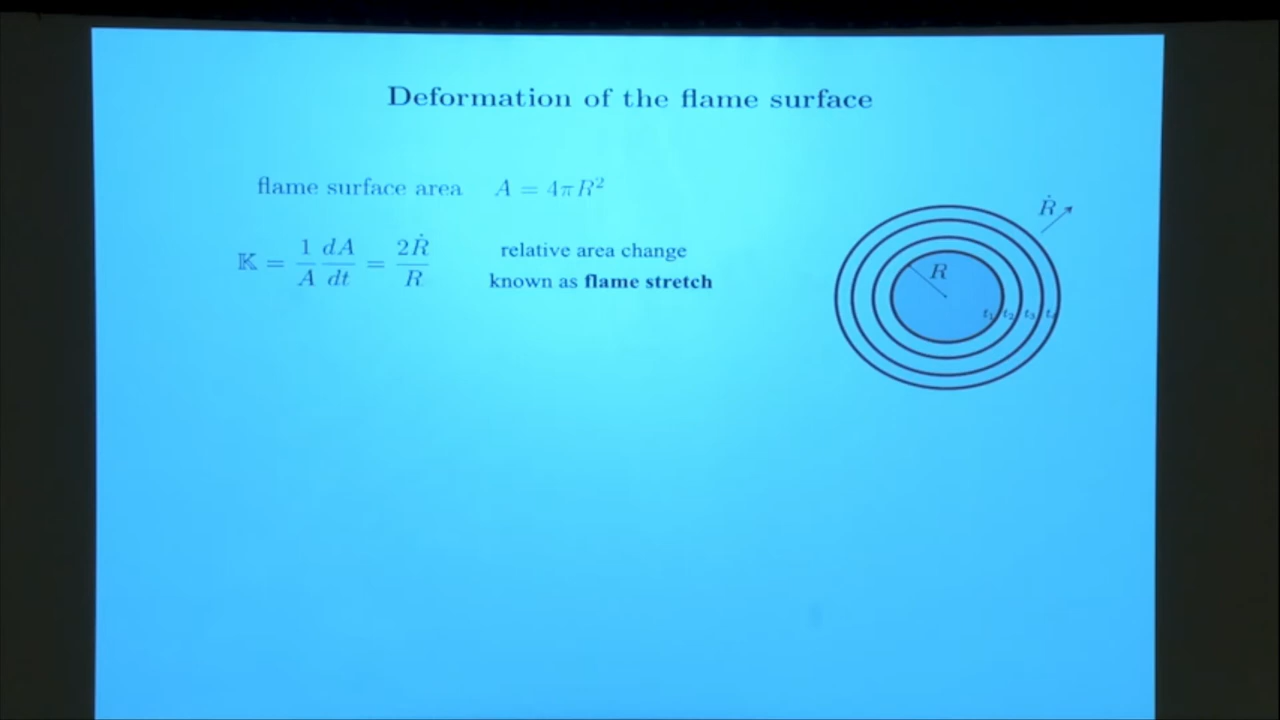 Deformation of the flame surface
flame surface area A = 4πR²
𝕂 = 1/A dA/dt = 2Ṙ/R
relative area change
known as flame stretch
Ṙ
R
t₁ t₂ t₃